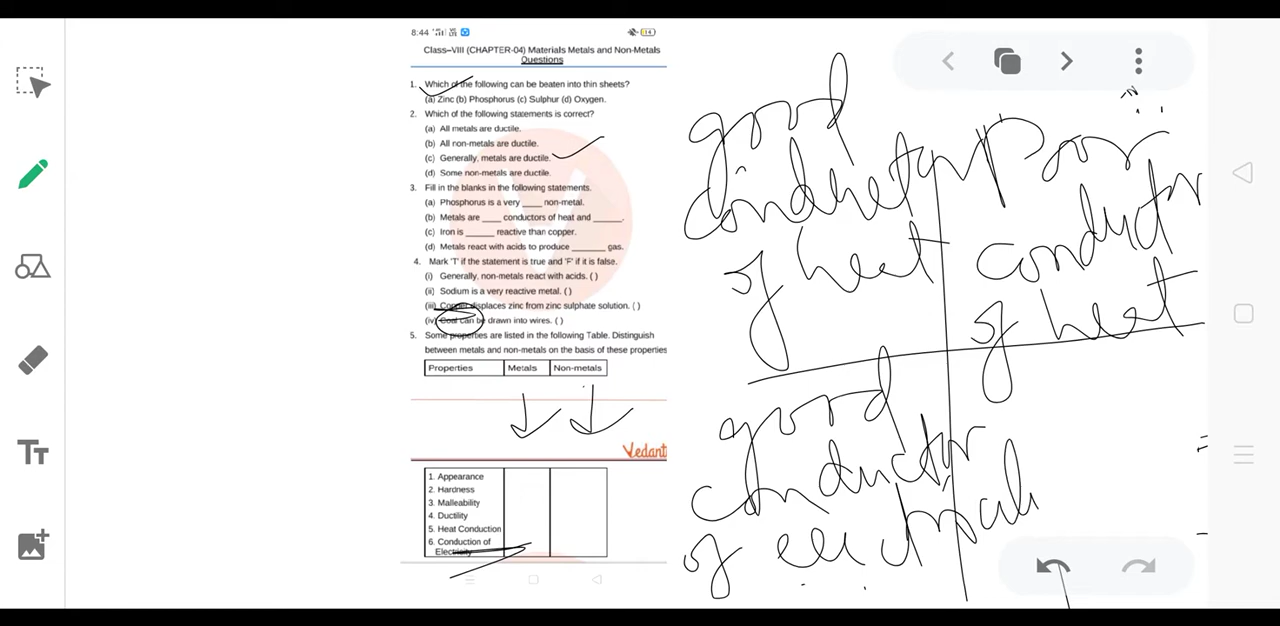 8:44
Class–VIII (CHAPTER-04) Materials Metals and Non-Metals
Questions
1. Which of the following can be beaten into thin sheets?
(a) Zinc (b) Phosphorus (c) Sulphur (d) Oxygen.
2. Which of the following statements is correct?
(a) All metals are ductile.
(b) All non-metals are ductile.
(c) Generally, metals are ductile.
(d) Some non-metals are ductile.
3. Fill in the blanks in the following statements.
(a) Phosphorus is a very ____ non-metal.
(b) Metals are ____ conductors of heat and ______.
(c) Iron is ______ reactive than copper.
(d) Metals react with acids to produce _______ gas.
4. Mark 'T' if the statement is true and 'F' if it is false.
(i) Generally, non-metals react with acids. ( )
(ii) Sodium is a very reactive metal. ( )
(iii) Copper displaces zinc from zinc sulphate solution. ( )
(iv) Coal can be drawn into wires. ( )
5. Some properties are listed in the following Table. Distinguish
between metals and non-metals on the basis of these properties
Properties Metals Non-metals
Vedant
1. Appearance
2. Hardness
3. Malleability
4. Ductility
5. Heat Conduction
6. Conduction of
Electricity
good
conductor
of heat
Poor
conductor
of heat
good
conductor
of
TT